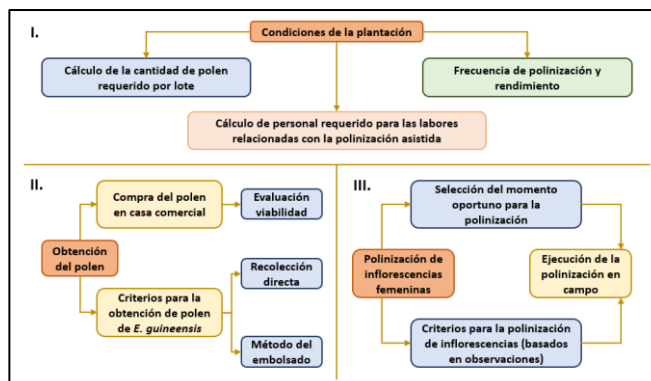 I.
Condiciones de la plantación
Cálculo de la cantidad de polen
requerido por lote
Frecuencia de polinización y
rendimiento
Cálculo de personal requerido para las labores
relacionadas con la polinización asistida
II.
Compra del polen
en casa comercial
Evaluación
viabilidad
Obtención
del polen
Recolección
directa
Criterios para la
obtención de polen
de E. guineensis
Método del
embolsado
III.
Selección del momento
oportuno para la
polinización
Polinización de
inflorescencias
femeninas
Ejecución de la
polinización en
campo
Criterios para la polinización
de inflorescencias (basados
en observaciones)